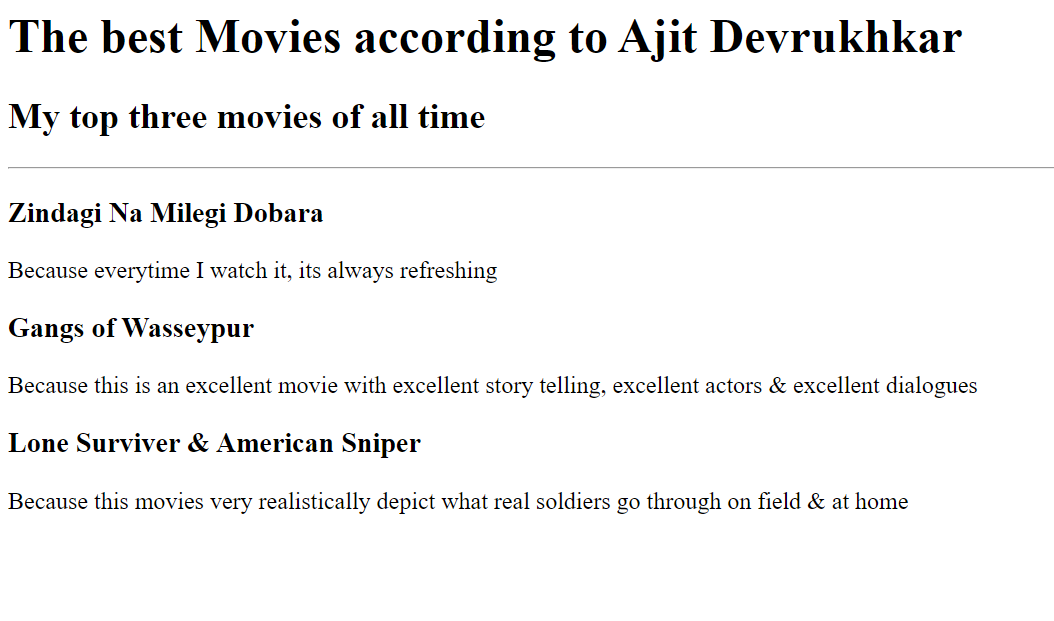 The best Movies according to Ajit Devrukhkar
My top three movies of all time
Zindagi Na Milegi Dobara
Because everytime I watch it, its always refreshing
Gangs of Wasseypur
Because this is an excellent movie with excellent story telling, excellent actors & excellent dialogues
Lone Surviver & American Sniper
Because this movies very realistically depict what real soldiers go through on field & at home